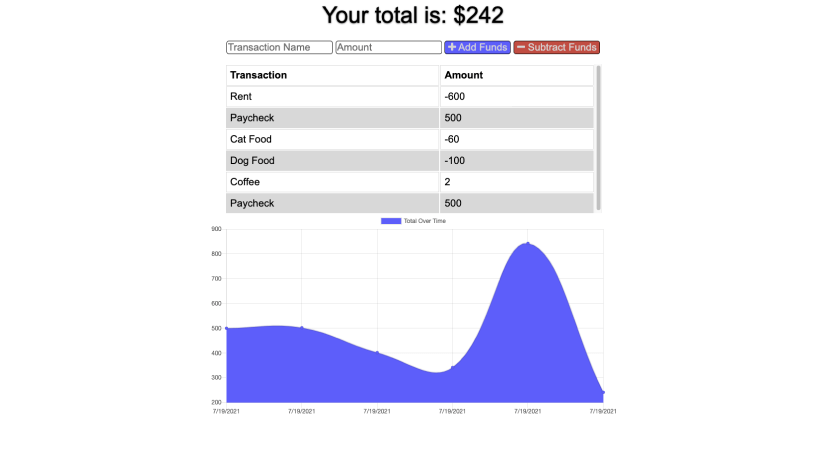 Your total is: $242
Transaction Name Amount + Add Funds − Subtract Funds
Transaction Amount
Rent -600
Paycheck 500
Cat Food -60
Dog Food -100
Coffee 2
Paycheck 500
Total Over Time
900
800
700
600
500
400
300
200
7/19/2021 7/19/2021 7/19/2021 7/19/2021 7/19/2021 7/19/2021